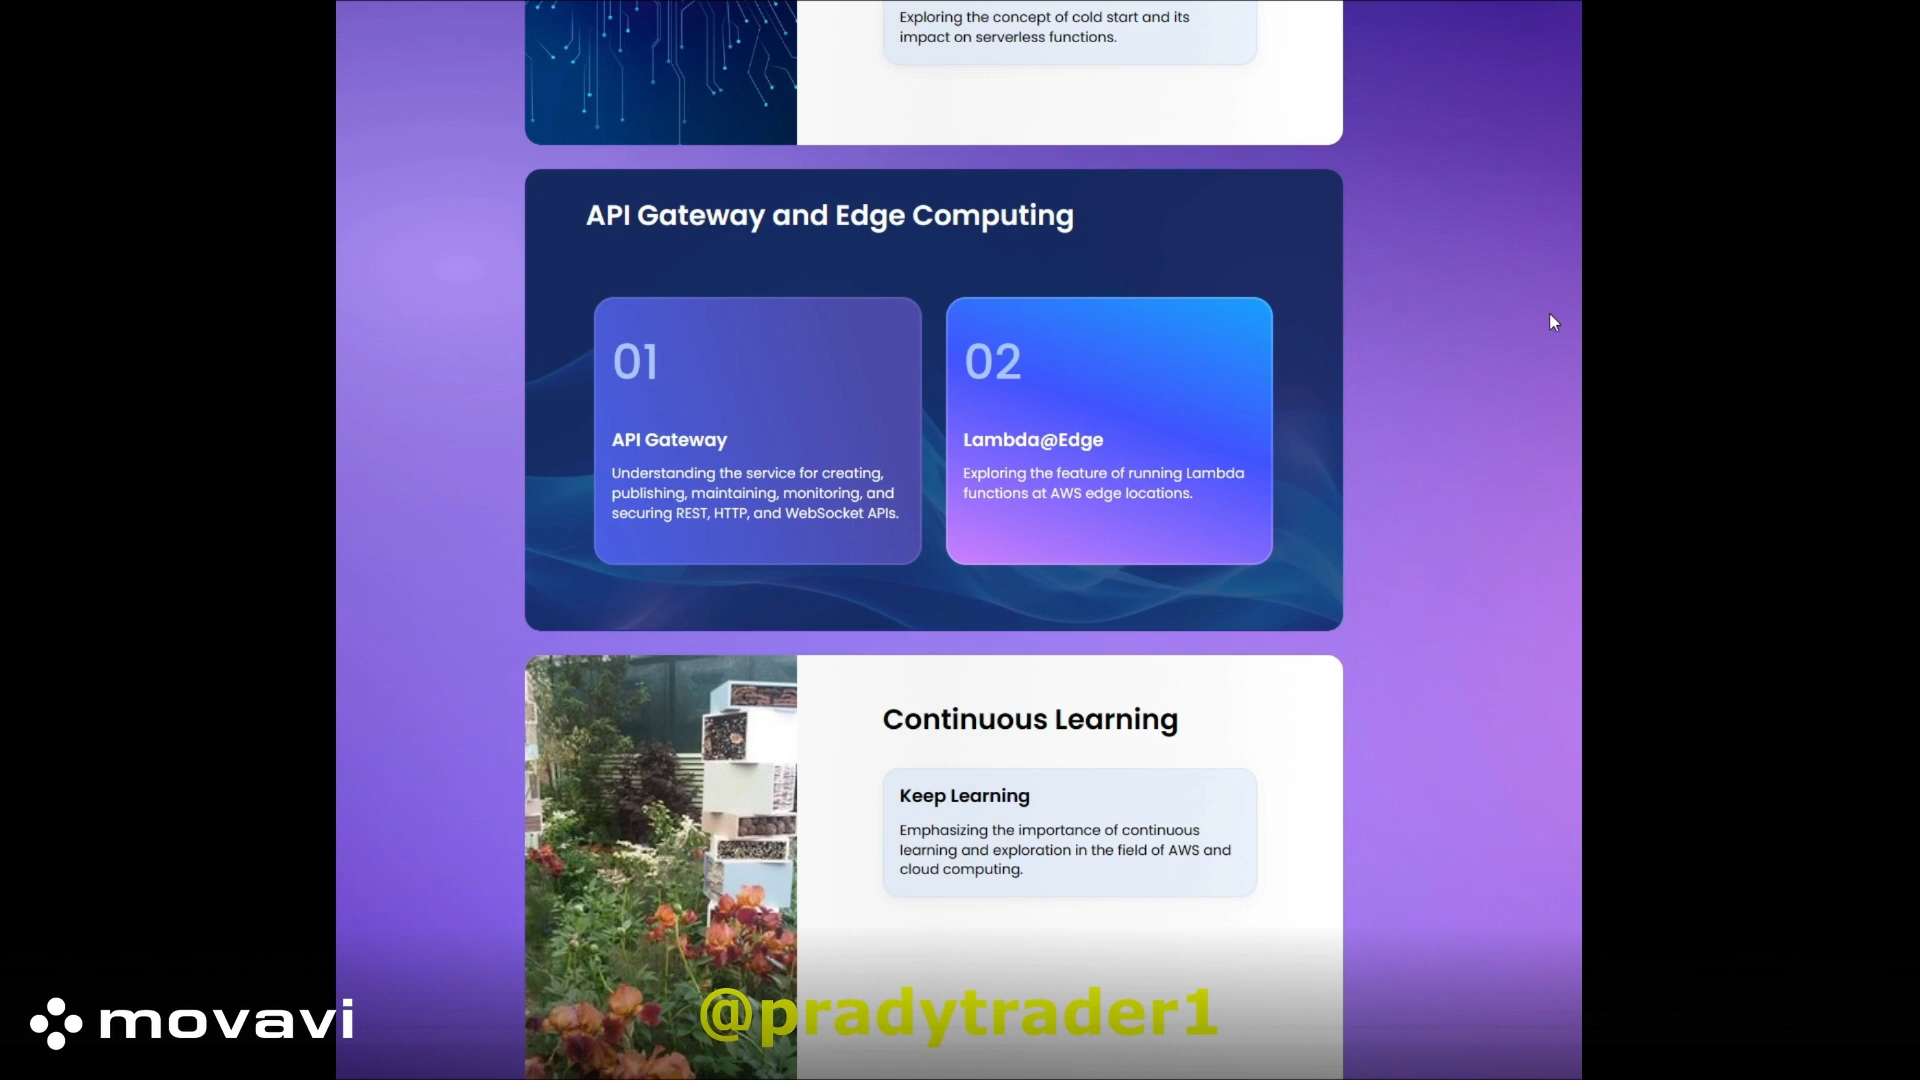 Exploring the concept of cold start and its
impact on serverless functions.
API Gateway and Edge Computing
01
API Gateway
Understanding the service for creating,
publishing, maintaining, monitoring, and
securing REST, HTTP, and WebSocket APIs.
02
Lambda@Edge
Exploring the feature of running Lambda
functions at AWS edge locations.
Continuous Learning
Keep Learning
Emphasizing the importance of continuous
learning and exploration in the field of AWS and
cloud computing.
@pradytrader1
movavi